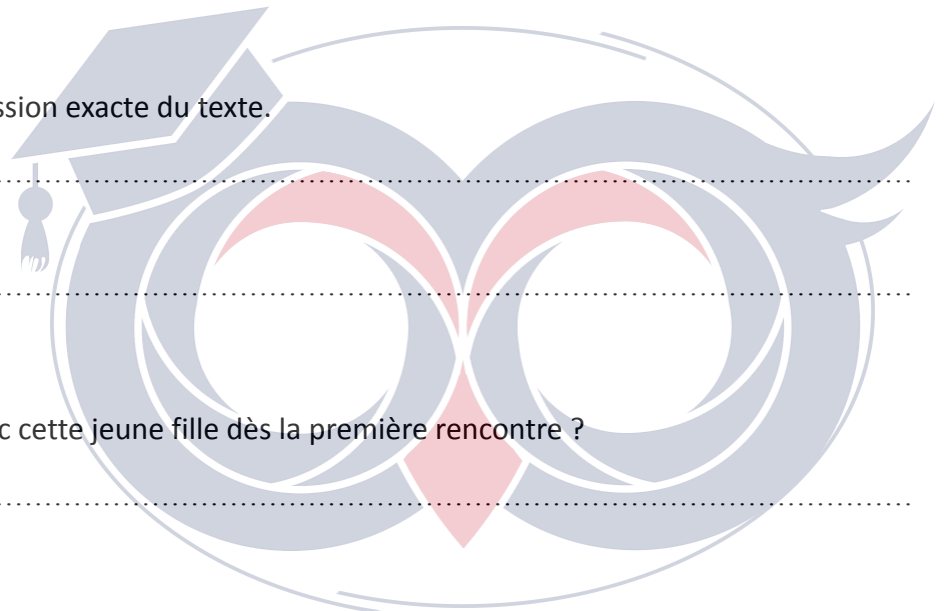 ssion exacte du texte.
c cette jeune fille dès la première rencontre ?